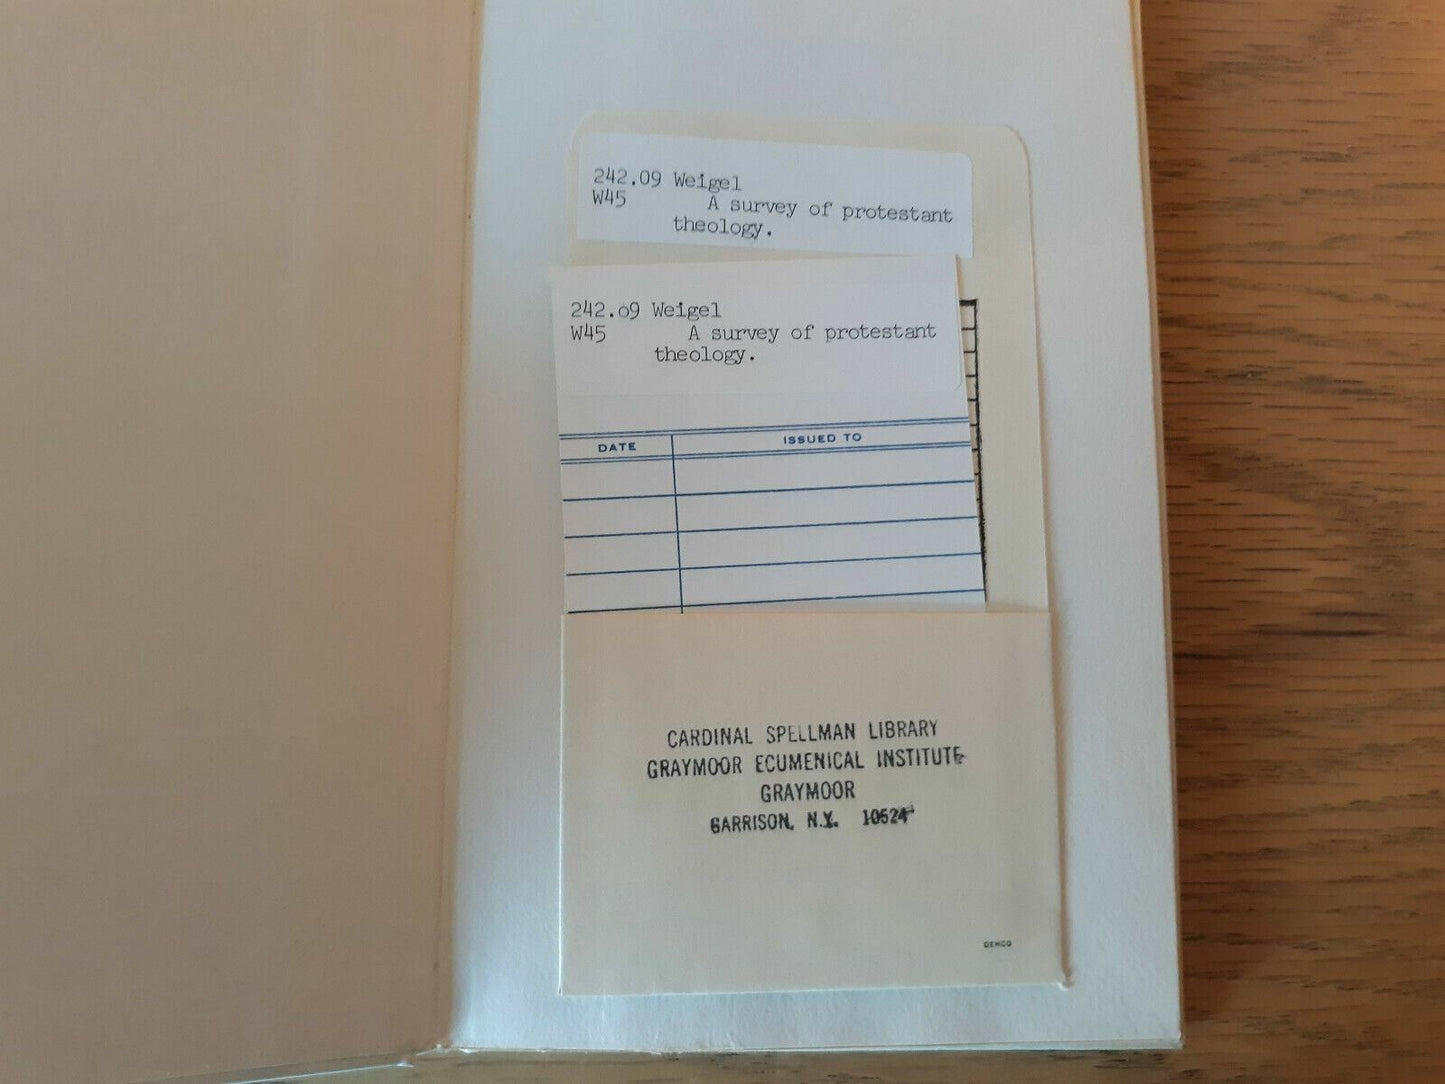 242.09 Weigel
W45 A survey of protestant
theology.
242.09 Weigel
W45 A survey of protestant
theology.
DATE ISSUED TO
CARDINAL SPELLMAN LIBRARY
GRAYMOOR ECUMENICAL INSTITUTE
GRAYMOOR
GARRISON, N.Y. 10524
DEMCO